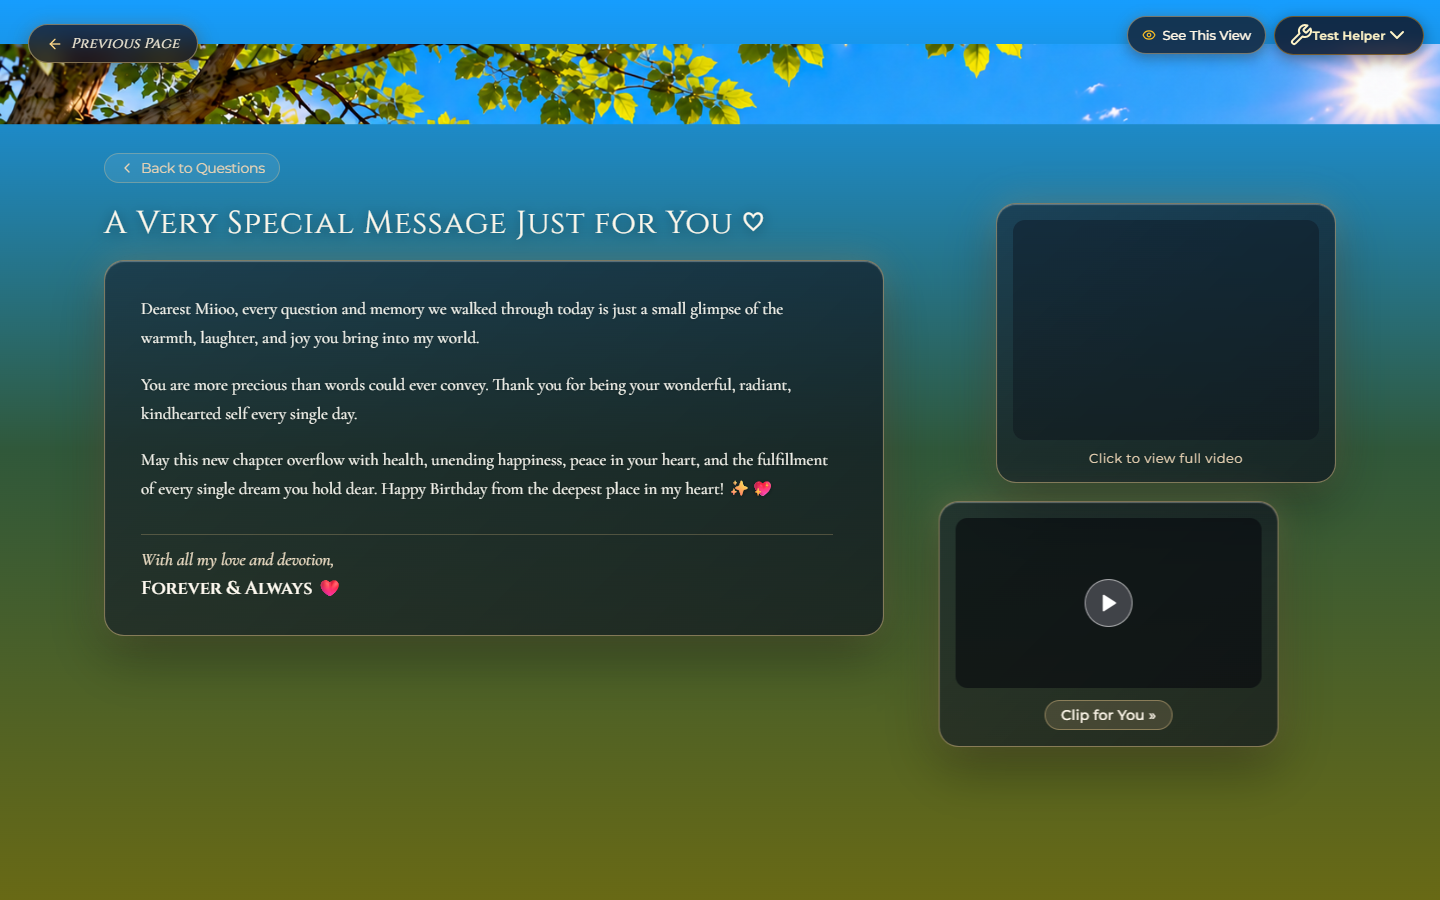 Previous Page
See This View
Test Helper
Back to Questions
A Very Special Message Just for You ♡
Dearest Miioo, every question and memory we walked through today is just a small glimpse of the
warmth, laughter, and joy you bring into my world.
You are more precious than words could ever convey. Thank you for being your wonderful, radiant,
kindhearted self every single day.
May this new chapter overflow with health, unending happiness, peace in your heart, and the fulfillment
of every single dream you hold dear. Happy Birthday from the deepest place in my heart! ✨ 💖
With all my love and devotion,
Forever & Always ❤️
Click to view full video
Clip for You »